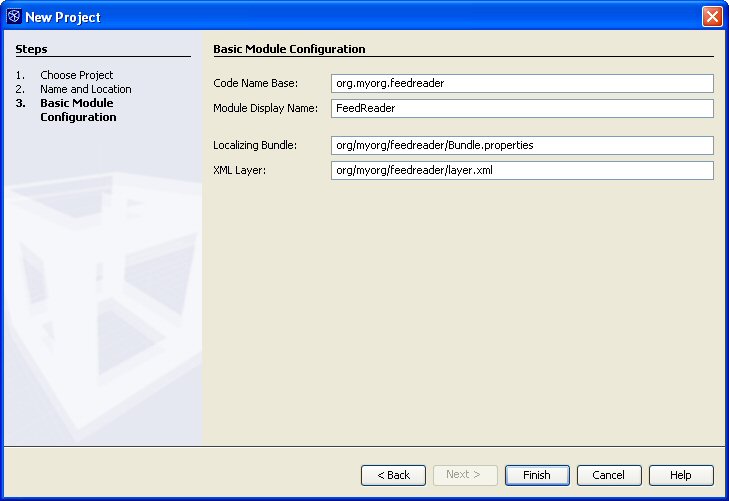 New Project
Steps
1. Choose Project
2. Name and Location
3. Basic Module
Configuration
Basic Module Configuration
Code Name Base: org.myorg.feedreader
Module Display Name: FeedReader
Localizing Bundle: org/myorg/feedreader/Bundle.properties
XML Layer: org/myorg/feedreader/layer.xml
< Back Next > Finish Cancel Help